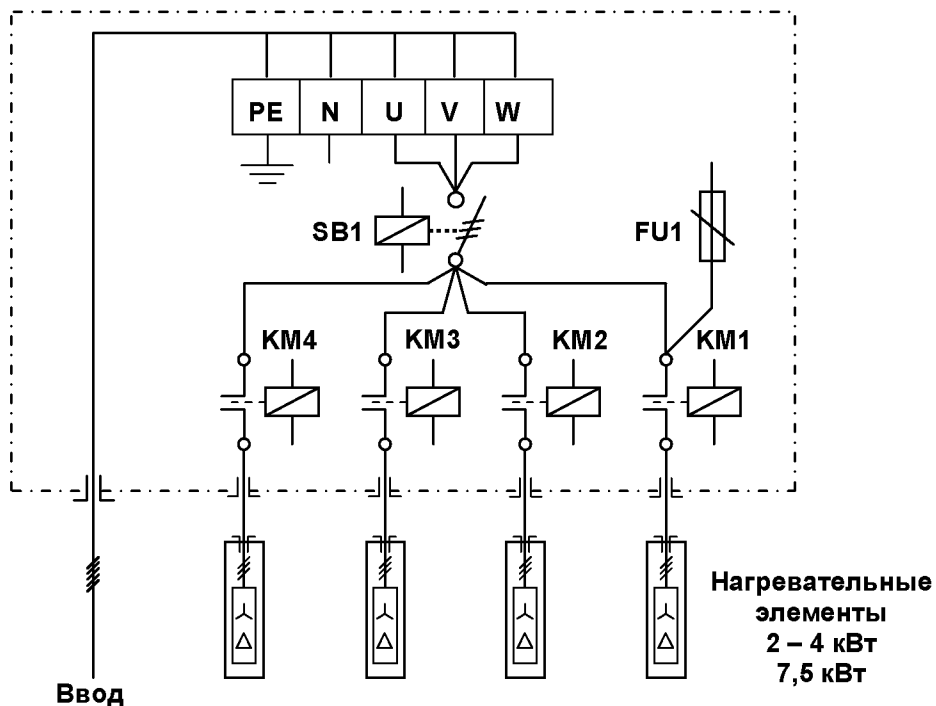 PE N U V W
SB1
FU1
KM4 KM3 KM2 KM1
Нагревательные
элементы
2 – 4 кВт
7,5 кВт
Ввод